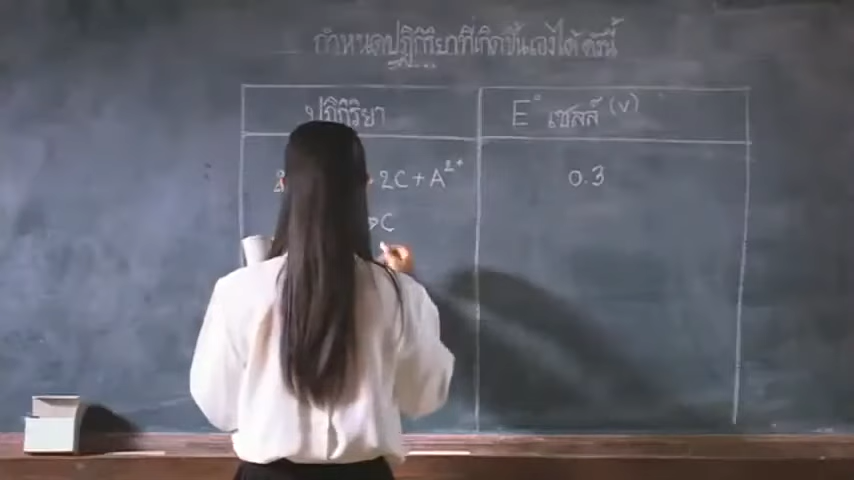 กำหนดปฏิกิริยาที่เกิดขึ้นเองได้ ดังนี้
ปฏิกิริยา E° เซลล์ (V)
2C + A²⁺ 0.3
C